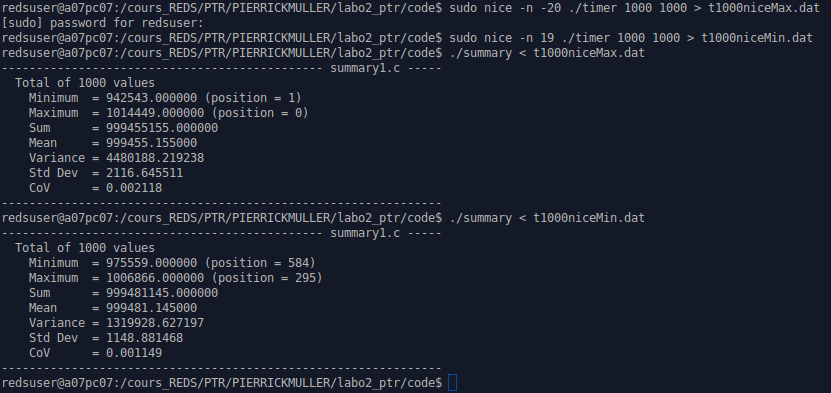 redsuser@a07pc07:/cours_REDS/PTR/PIERRICKMULLER/labo2_ptr/code$ sudo nice -n -20 ./timer 1000 1000 > t1000niceMax.dat
[sudo] password for redsuser:
redsuser@a07pc07:/cours_REDS/PTR/PIERRICKMULLER/labo2_ptr/code$ sudo nice -n 19 ./timer 1000 1000 > t1000niceMin.dat
redsuser@a07pc07:/cours_REDS/PTR/PIERRICKMULLER/labo2_ptr/code$ ./summary < t1000niceMax.dat
---------------------------------------------- summary1.c -----
  Total of 1000 values
    Minimum  = 942543.000000 (position = 1)
    Maximum  = 1014449.000000 (position = 0)
    Sum      = 999455155.000000
    Mean     = 999455.155000
    Variance = 4480188.219238
    Std Dev  = 2116.645511
    CoV      = 0.002118
---------------------------------------------------------------
redsuser@a07pc07:/cours_REDS/PTR/PIERRICKMULLER/labo2_ptr/code$ ./summary < t1000niceMin.dat
---------------------------------------------- summary1.c -----
  Total of 1000 values
    Minimum  = 975559.000000 (position = 584)
    Maximum  = 1006866.000000 (position = 295)
    Sum      = 999481145.000000
    Mean     = 999481.145000
    Variance = 1319928.627197
    Std Dev  = 1148.881468
    CoV      = 0.001149
---------------------------------------------------------------
redsuser@a07pc07:/cours_REDS/PTR/PIERRICKMULLER/labo2_ptr/code$